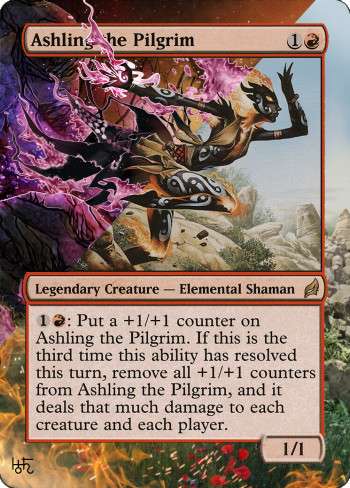 Ashling the Pilgrim 1
Legendary Creature — Elemental Shaman
1 : Put a +1/+1 counter on
Ashling the Pilgrim. If this is the
third time this ability has resolved
this turn, remove all +1/+1 counters
from Ashling the Pilgrim, and it
deals that much damage to each
creature and each player.
1/1